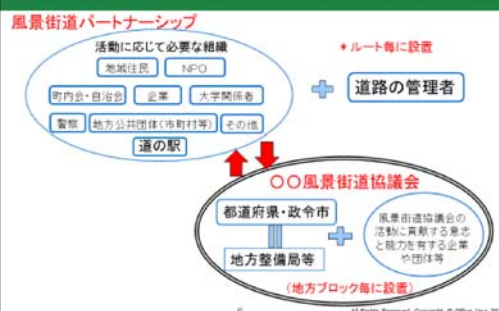 風景街道パートナーシップ
活動に応じて必要な組織
＊ルート毎に設置
地域住民
NPO
町内会・自治会
企業
大学関係者
警察
地方公共団体（市町村等）
その他
道の駅
道路の管理者
〇〇風景街道協議会
都道府県・政令市
地方整備局等
風景街道協議会の
活動に貢献する意志
と能力を有する企業
や団体等
（地方ブロック毎に設置）